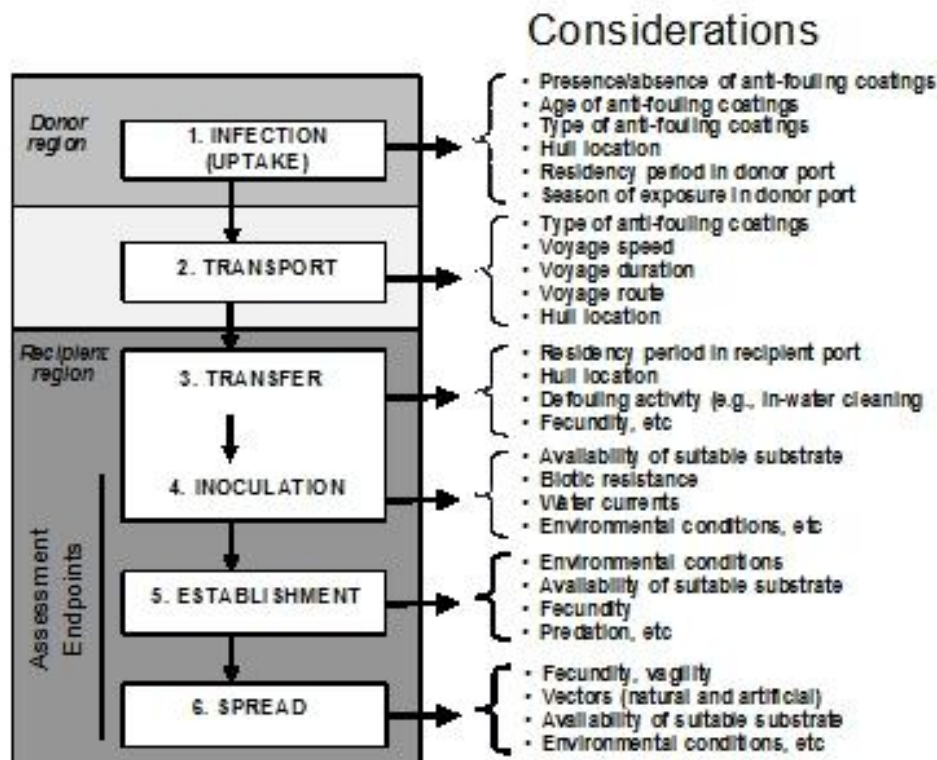 Considerations
Donor
region
1. INFECTION
(UPTAKE)
• Presence/absence of anti-fouling coatings
• Age of anti-fouling coatings
• Type of anti-fouling coatings
• Hull location
• Residency period in donor port
• Season of exposure in donor port
2. TRANSPORT
• Type of anti-fouling coatings
• Voyage speed
• Voyage duration
• Voyage route
• Hull location
Recipient
region
3. TRANSFER
• Residency period in recipient port
• Hull location
• Defouling activity (e.g., in-water cleaning
• Fecundity, etc
4. INOCULATION
• Availability of suitable substrate
• Biotic resistance
• Water currents
• Environmental conditions, etc
Assessment
Endpoints
5. ESTABLISHMENT
• Environmental conditions
• Availability of suitable substrate
• Fecundity
• Predation, etc
6. SPREAD
• Fecundity, vagility
• Vectors (natural and artificial)
• Availability of suitable substrate
• Environmental conditions, etc